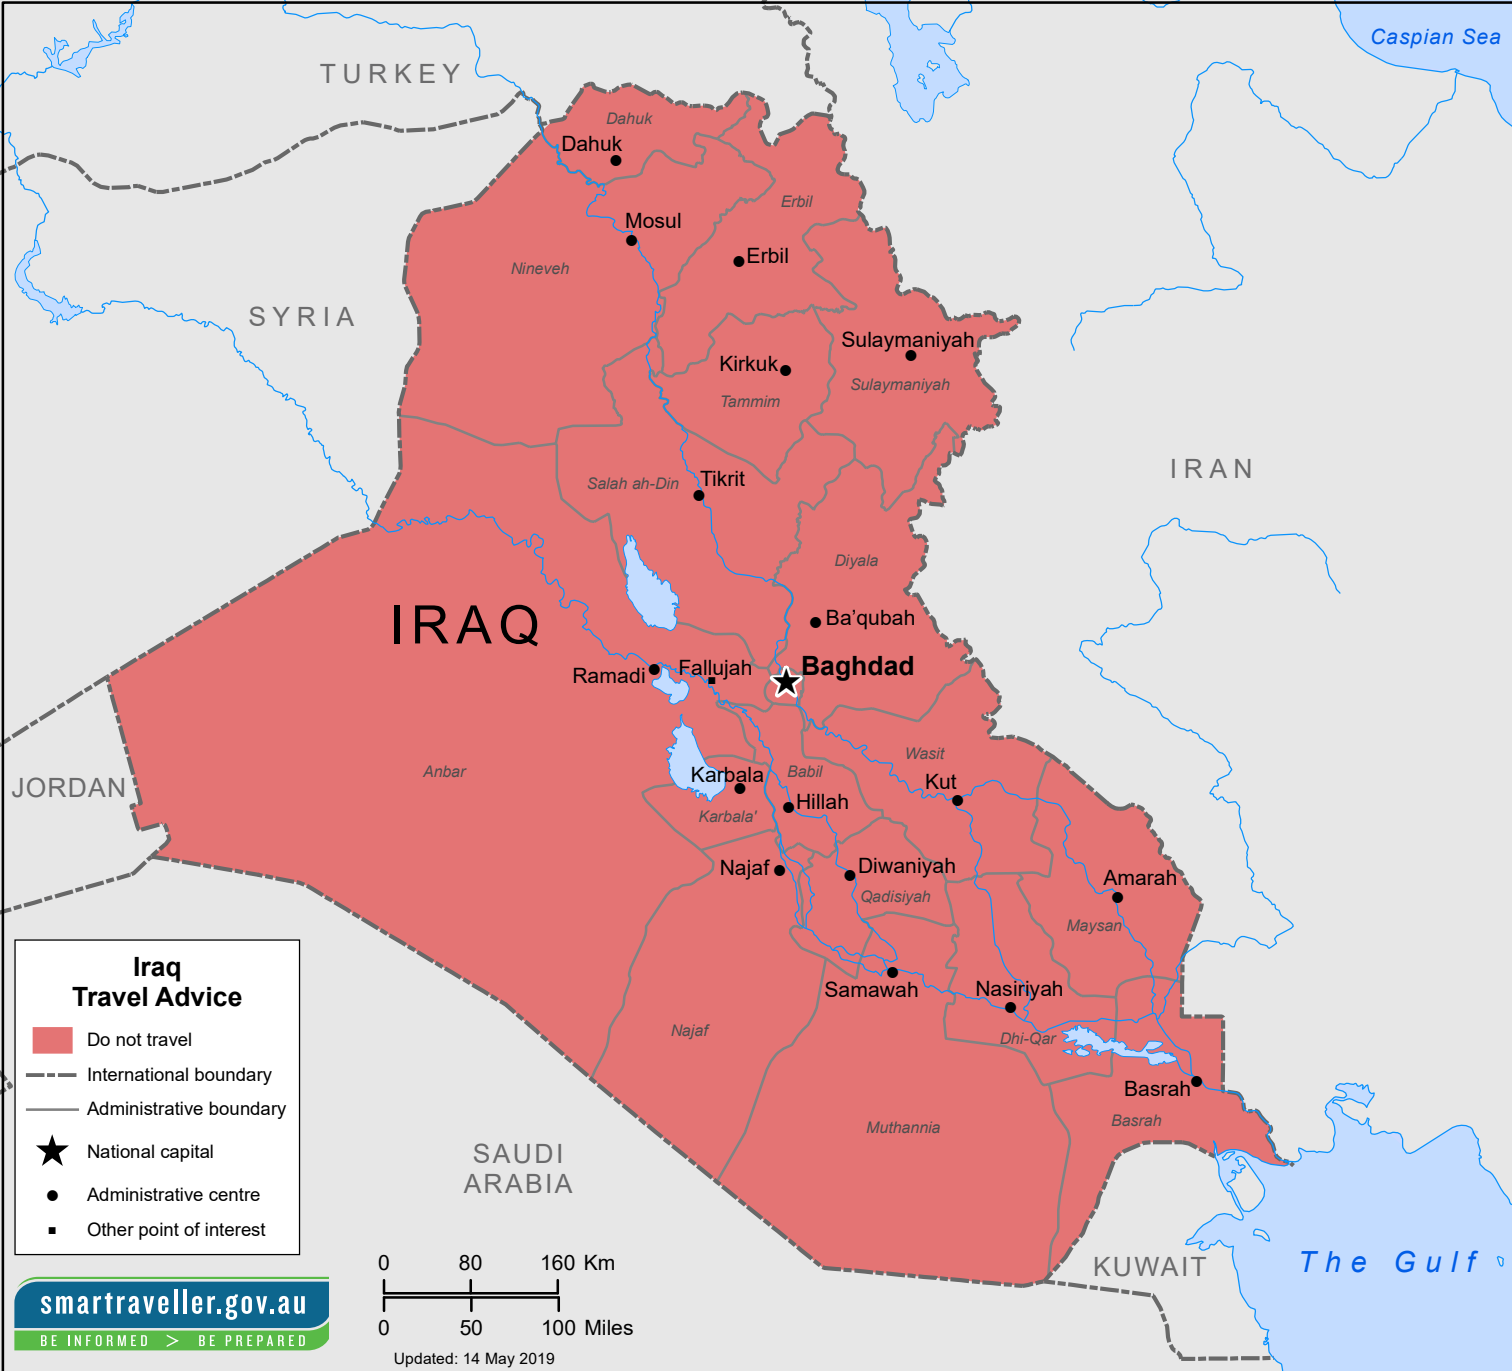 Caspian Sea
TURKEY
Dahuk
Dahuk
Erbil
Mosul
Erbil
Nineveh
SYRIA
Sulaymaniyah
Kirkuk
Sulaymaniyah
Tammim
IRAN
Tikrit
Salah ah-Din
Diyala
IRAQ
Ba'qubah
Baghdad
Fallujah
Ramadi
Wasit
Anbar
Babil
JORDAN
Karbala
Kut
Hillah
Karbala'
Najaf
Diwaniyah
Amarah
Qadisiyah
Maysan
Samawah
Nasiriyah
Najaf
Dhi-Qar
Basrah
Basrah
Muthannia
SAUDI
ARABIA
KUWAIT
The Gulf
Iraq
Travel Advice
Do not travel
International boundary
Administrative boundary
National capital
Administrative centre
Other point of interest
smartraveller.gov.au
BE INFORMED > BE PREPARED
0 80 160 Km
0 50 100 Miles
Updated: 14 May 2019